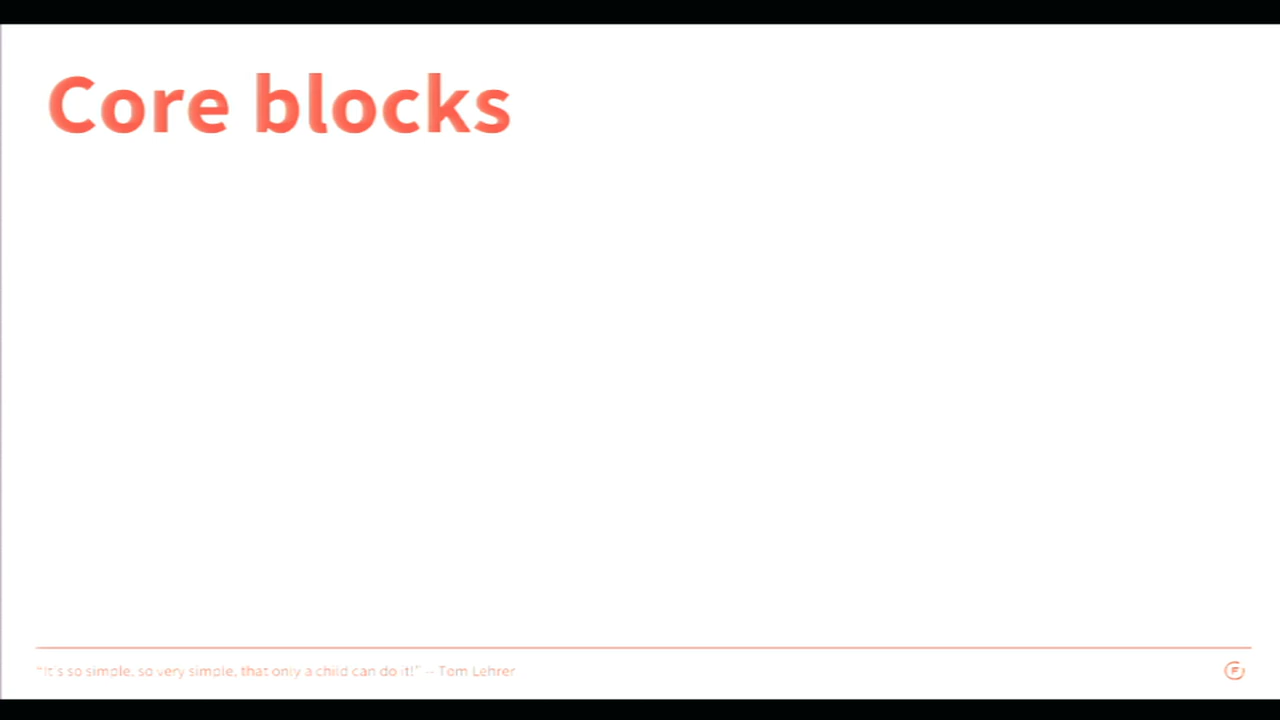 Core blocks
"It's so simple, so very simple, that only a child can do it!" -- Tom Lehrer
F